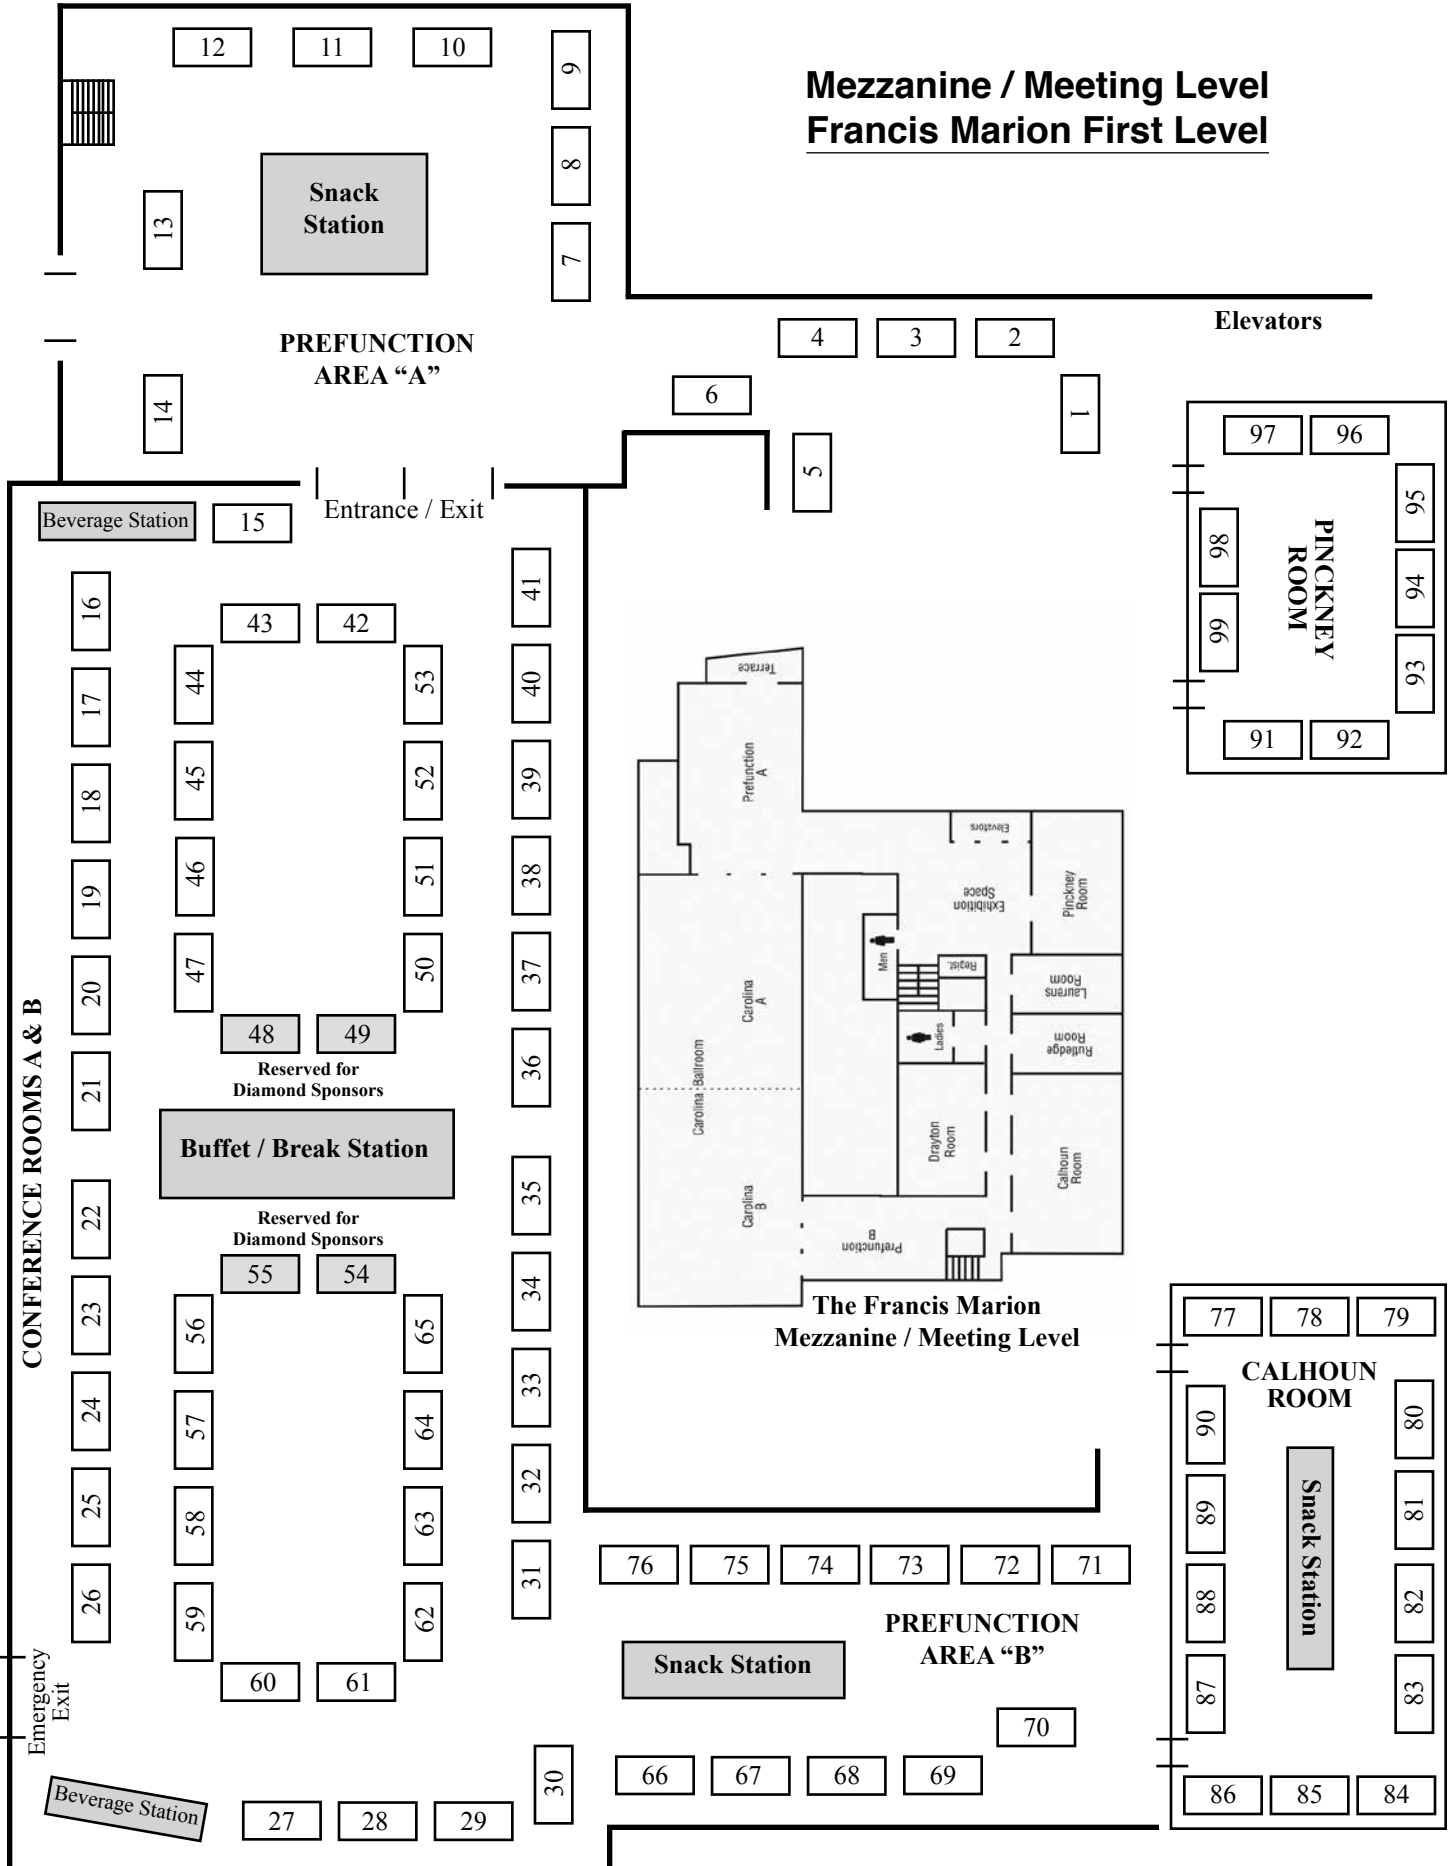 Mezzanine / Meeting Level
Francis Marion First Level
12
11
10
9
8
7
Snack
Station
13
14
PREFUNCTION
AREA “A”
Elevators
4
3
2
1
6
5
Entrance / Exit
Beverage Station
15
CONFERENCE ROOMS A & B
16
17
18
19
20
21
22
23
24
25
26
43
42
44
45
46
47
53
52
51
50
48
49
Reserved for
Diamond Sponsors
Buffet / Break Station
Reserved for
Diamond Sponsors
55
54
56
57
58
59
65
64
63
62
60
61
41
40
39
38
37
36
35
34
33
32
31
30
Emergency
Exit
Beverage Station
27
28
29
Terrace
Prefunction
A
Elevators
Exhibition
Space
Pinckney
Room
Men
Regist.
Laurens
Room
Ladies
Rutledge
Room
Carolina
A
Carolina Ballroom
Carolina
B
Drayton
Room
Calhoun
Room
Prefunction
B
The Francis Marion
Mezzanine / Meeting Level
97
96
95
94
93
98
99
PINCKNEY
ROOM
91
92
77
78
79
CALHOUN
ROOM
90
89
88
87
80
81
82
83
Snack Station
86
85
84
76
75
74
73
72
71
PREFUNCTION
AREA “B”
Snack Station
70
66
67
68
69